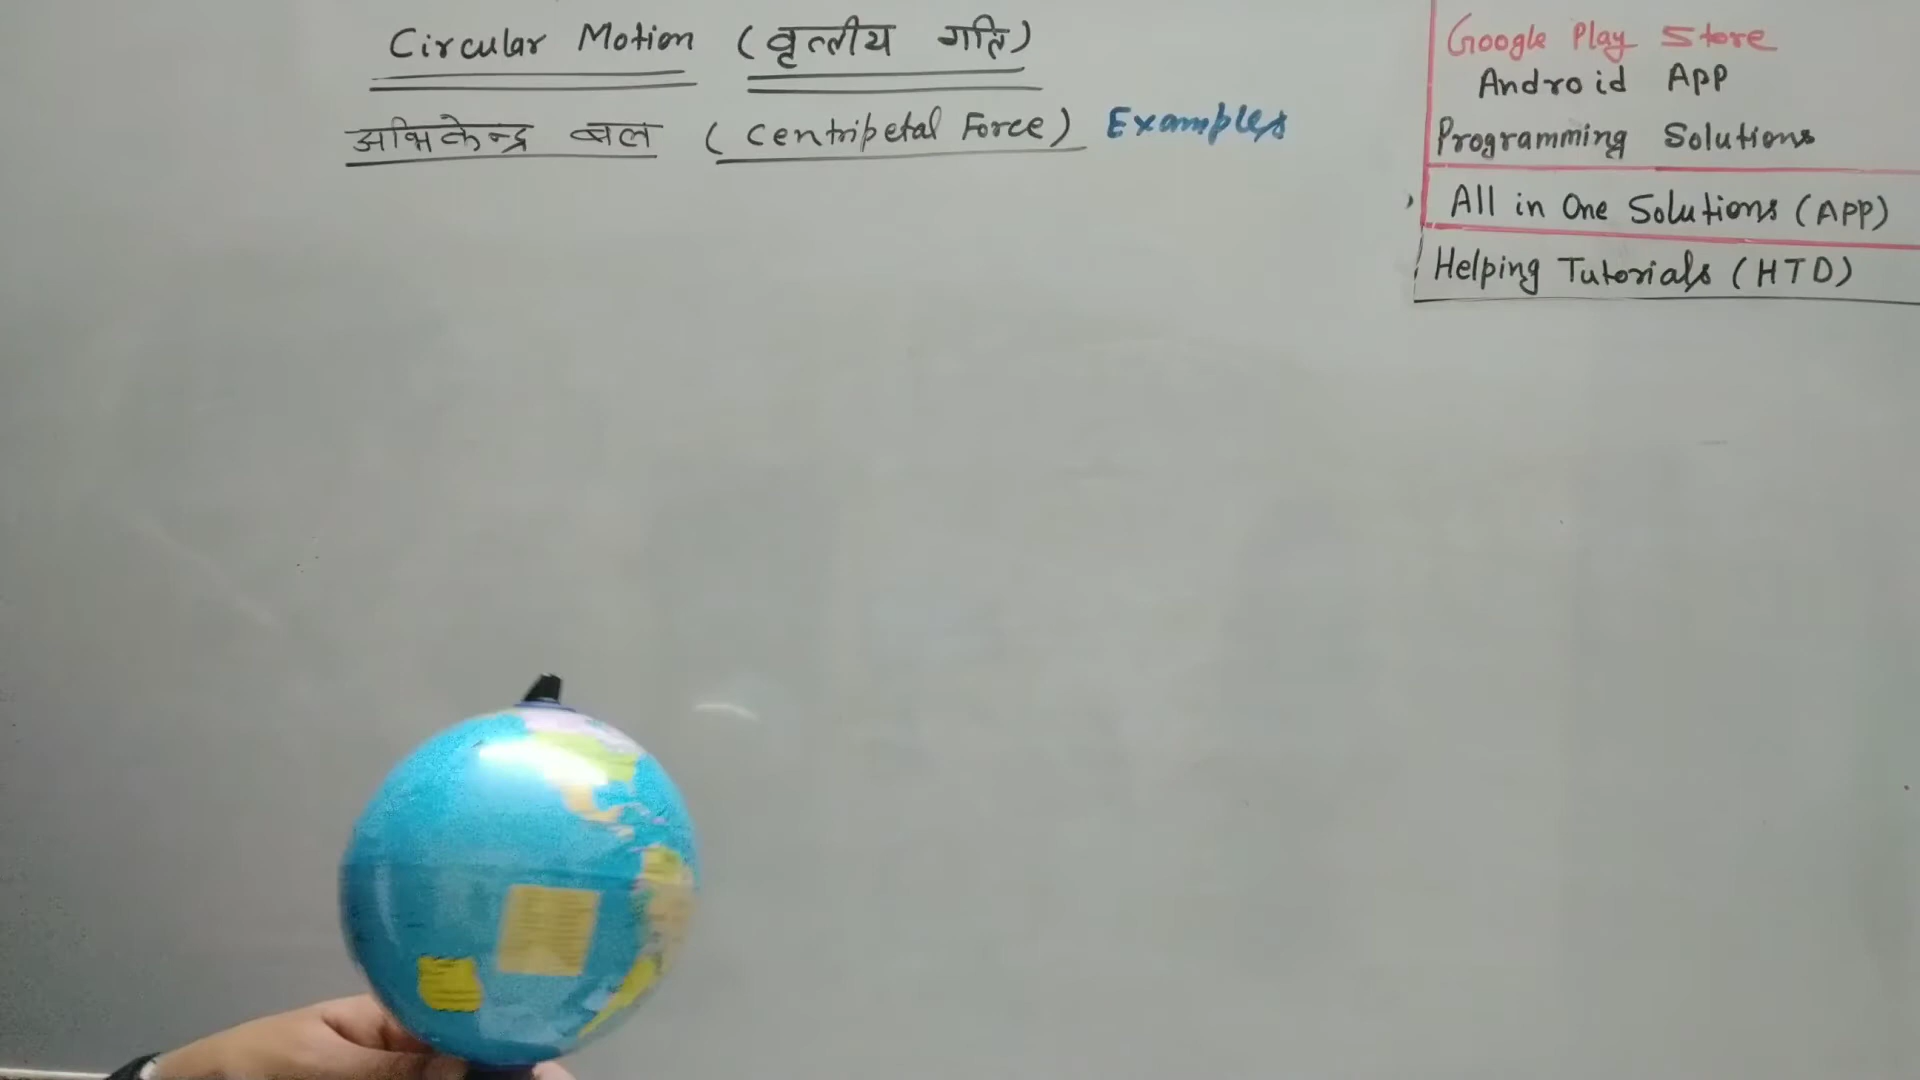 Circular Motion (वृत्तीय गति)
अभिकेन्द्र बल (Centripetal Force) Examples
Google Play Store
Android APP
Programming Solutions
All in One Solutions (APP)
Helping Tutorials (HTD)